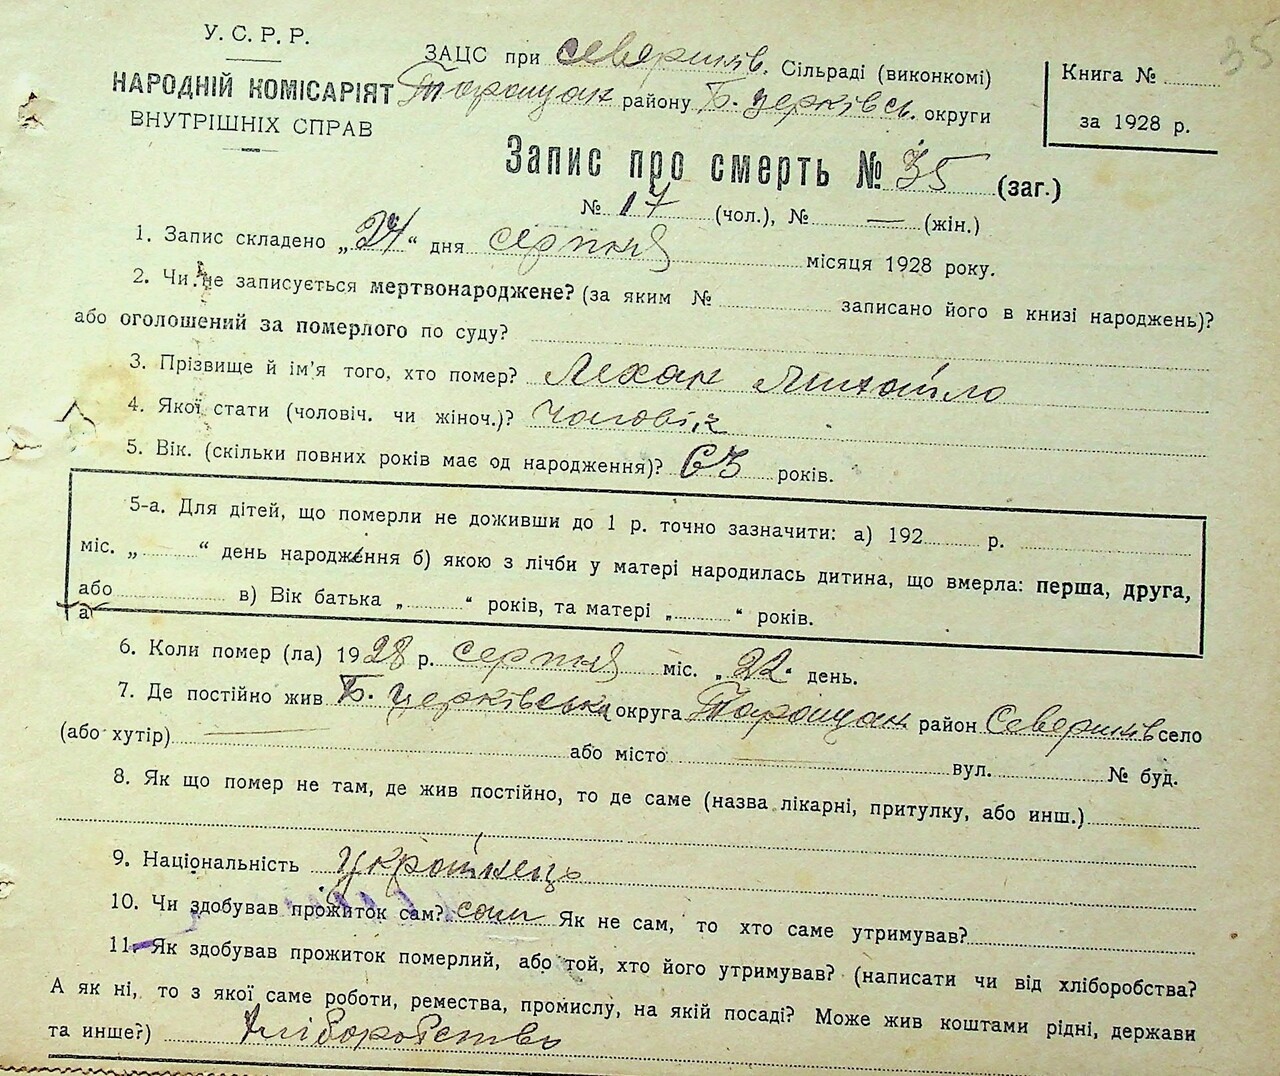 35
У. С. Р. Р.
НАРОДНІЙ КОМІСАРІЯТ
ВНУТРІШНІХ СПРАВ
ЗАЦС при Северинів. Сільраді (виконкомі)
Таращан району Б. Церківсь. округи
Книга №
за 1928 р.
Запис про смерть № 35 (заг.)
№ 17 (чол.), № — (жін.)
1. Запис складено „24“ дня серпня місяця 1928 року.
2. Чи не записується мертвонароджене? (за яким № записано його в книзі народжень)?
або оголошений за померлого по суду?
3. Прізвище й ім'я того, хто помер? Лехан Михайло
4. Якої стати (чоловіч. чи жіноч.)? Чоловіч
5. Вік. (скільки повних років має од народження)? 63 років.
5-а. Для дітей, що померли не доживши до 1 р. точно зазначити: а) 192 р.
міс. „ “ день народження б) якою з лічби у матері народилась дитина, що вмерла: перша, друга,
або в) Вік батька „ “ років, та матері „ “ років.
а
6. Коли помер (ла) 1928 р. серпня міс. „22“ день.
7. Де постійно жив Б. Церківська округа Таращан район Северинів село
(або хутір) — або місто — вул. № буд.
8. Як що помер не там, де жив постійно, то де саме (назва лікарні, притулку, або инш.)
9. Національність Українець
10. Чи здобував прожиток сам? сам Як не сам, то хто саме утримував?
11. Як здобував прожиток померлий, або той, хто його утримував? (написати чи від хліборобства?
А як ні, то з якої саме роботи, ремества, промислу, на якій посаді? Може жив коштами рідні, держави
та инше?) Хліборобство